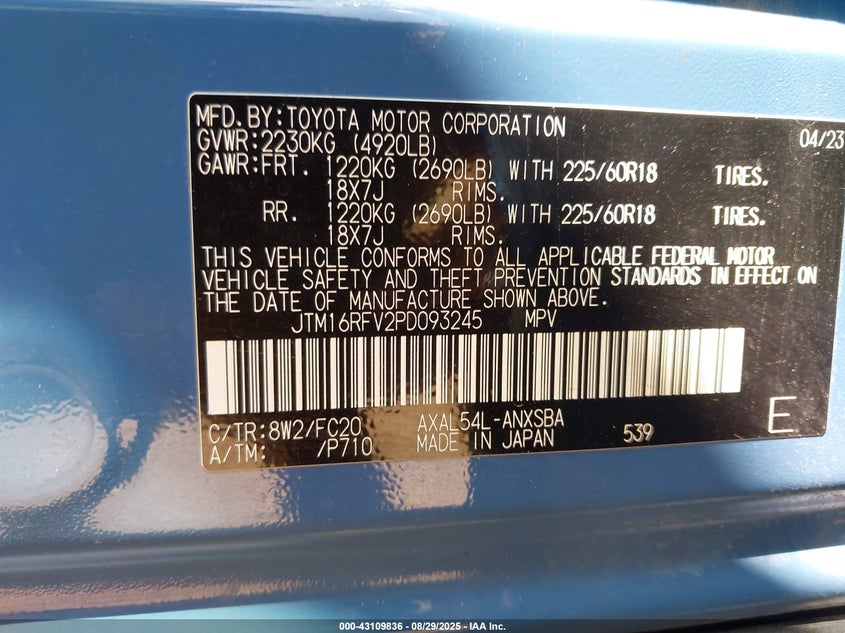 MFD.BY:TOYOTA MOTOR CORPORATION 04/23
GVWR:2230KG (4920LB)
GAWR:FRT. 1220KG (2690LB) WITH 225/60R18 TIRES.
18X7J RIMS.
RR. 1220KG (2690LB) WITH 225/60R18 TIRES.
18X7J RIMS.
THIS VEHICLE CONFORMS TO ALL APPLICABLE FEDERAL MOTOR
VEHICLE SAFETY AND THEFT PREVENTION STANDARDS IN EFFECT ON
THE DATE OF MANUFACTURE SHOWN ABOVE.
JTM16RFV2PD093245 MPV
C/TR:8W2/FC20 AXAL54L-ANXSBA
A/TM: /P710 MADE IN JAPAN 539 E
000-43109836 - 08/29/2025 - IAA Inc.